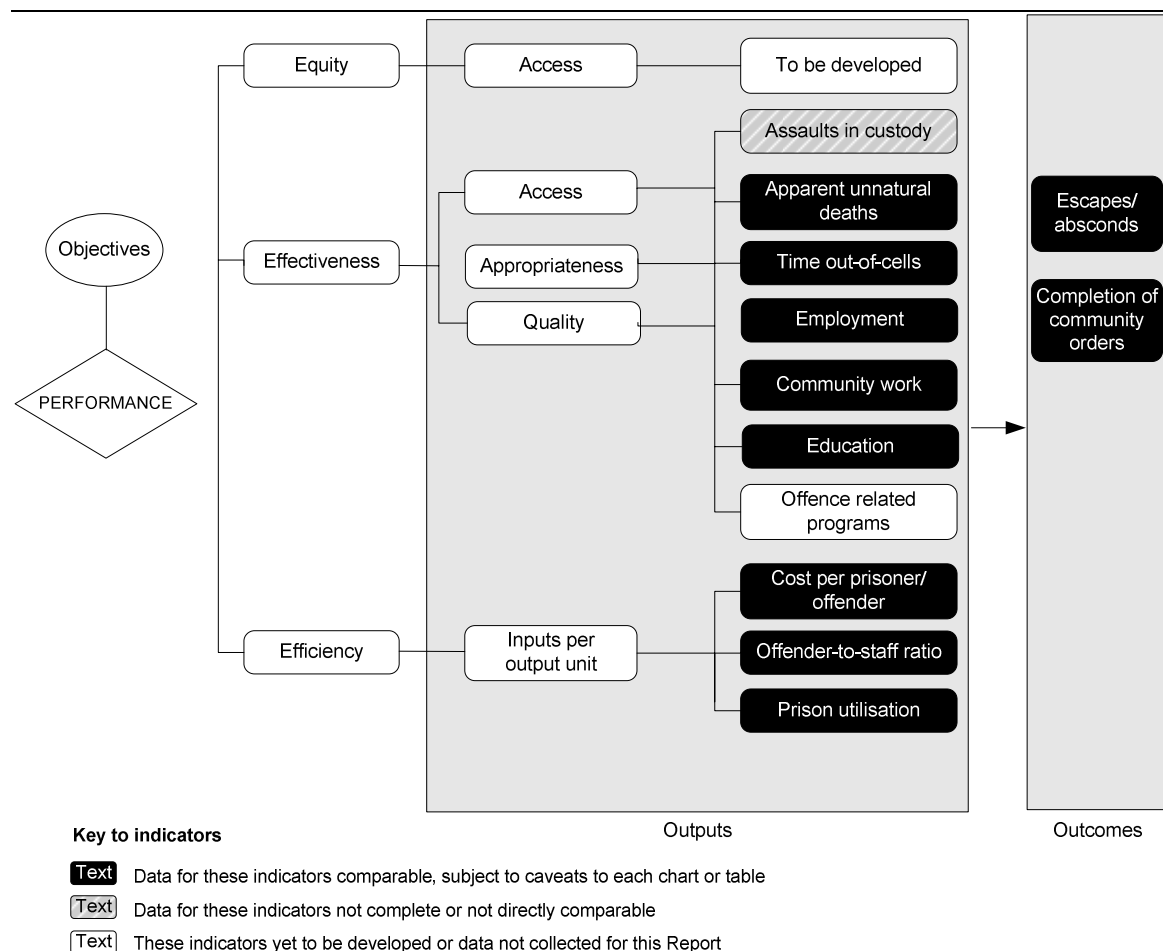 Equity
Access
To be developed
Assaults in custody
Access
Apparent unnatural
deaths
Escapes/
absconds
Objectives
Effectiveness
Appropriateness
Time out-of-cells
Quality
Employment
Completion of
community
orders
PERFORMANCE
Community work
Education
Offence related
programs
Cost per prisoner/
offender
Efficiency
Inputs per
output unit
Offender-to-staff ratio
Prison utilisation
Outputs
Outcomes
Key to indicators
Text Data for these indicators comparable, subject to caveats to each chart or table
Text Data for these indicators not complete or not directly comparable
Text These indicators yet to be developed or data not collected for this Report